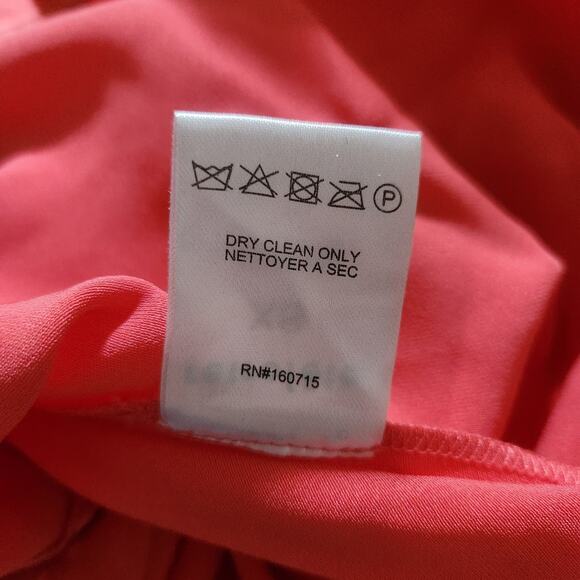 P
DRY CLEAN ONLY
NETTOYER A SEC
RN#160715